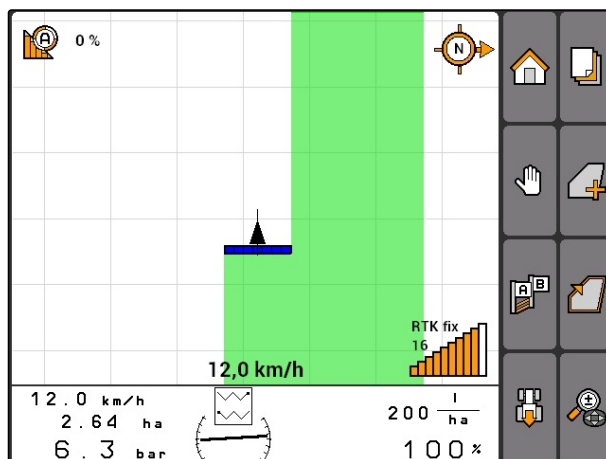 A 0 %
N
A B
RTK fix
16
12,0 km/h
12.0 km/h
2.64 ha
6.3 bar
200 l/ha
100%